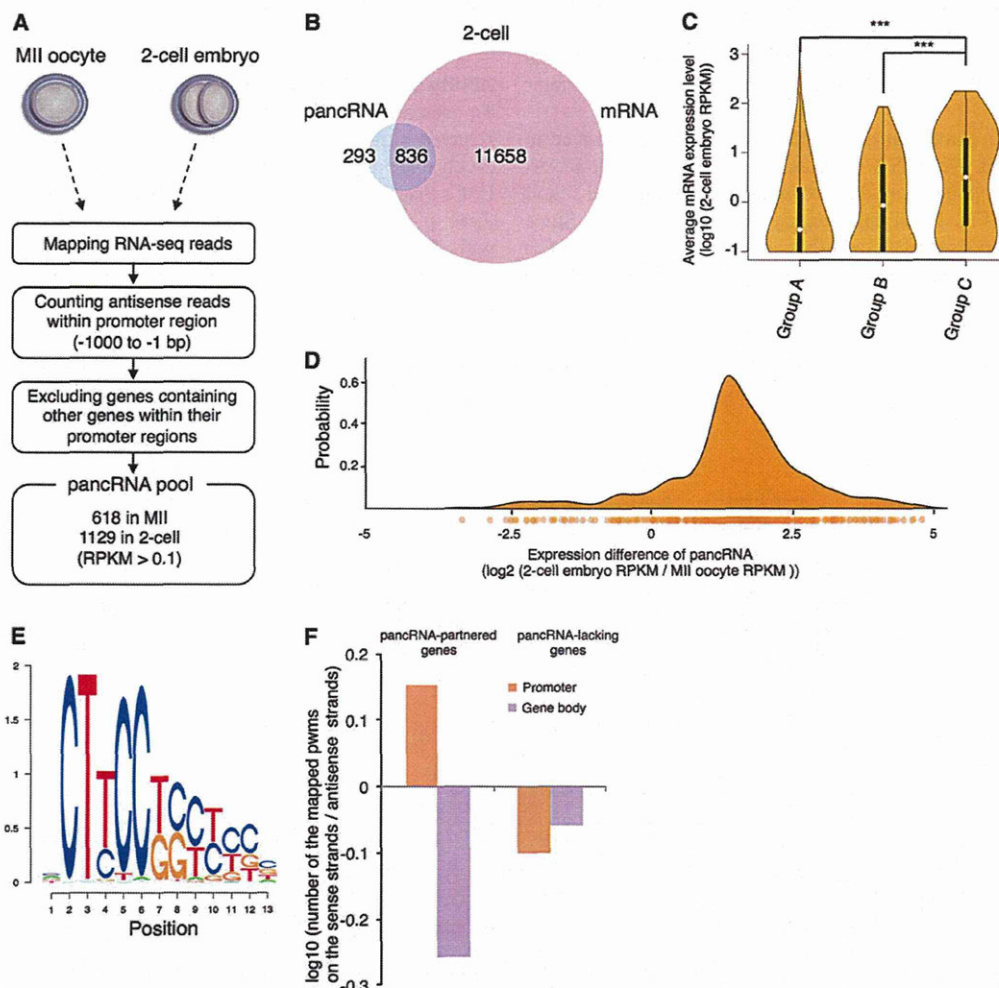 A
MII oocyte 2-cell embryo
Mapping RNA-seq reads
Counting antisense reads
within promoter region
(-1000 to -1 bp)
Excluding genes containing
other genes within their
promoter regions
pancRNA pool
618 in MII
1129 in 2-cell
(RPKM > 0.1)
B
2-cell
pancRNA
mRNA
293 836 11658
C
Average mRNA expression level
(log10 (2-cell embryo RPKM))
3
2
1
0
-1
***
***
Group A
Group B
Group C
D
Probability
0.6
0.4
0.2
-5 -2.5 0 2.5 5
Expression difference of pancRNA
(log2 (2-cell embryo RPKM / MII oocyte RPKM ))
E
2
1.5
1
0.5
0
1 2 3 4 5 6 7 8 9 10 11 12 13
Position
F
pancRNA-partnered
genes
pancRNA-lacking
genes
Promoter
Gene body
log10 (number of the mapped pwms
on the sense strands / antisense strands)
0.2
0.1
0
-0.1
-0.2
-0.3